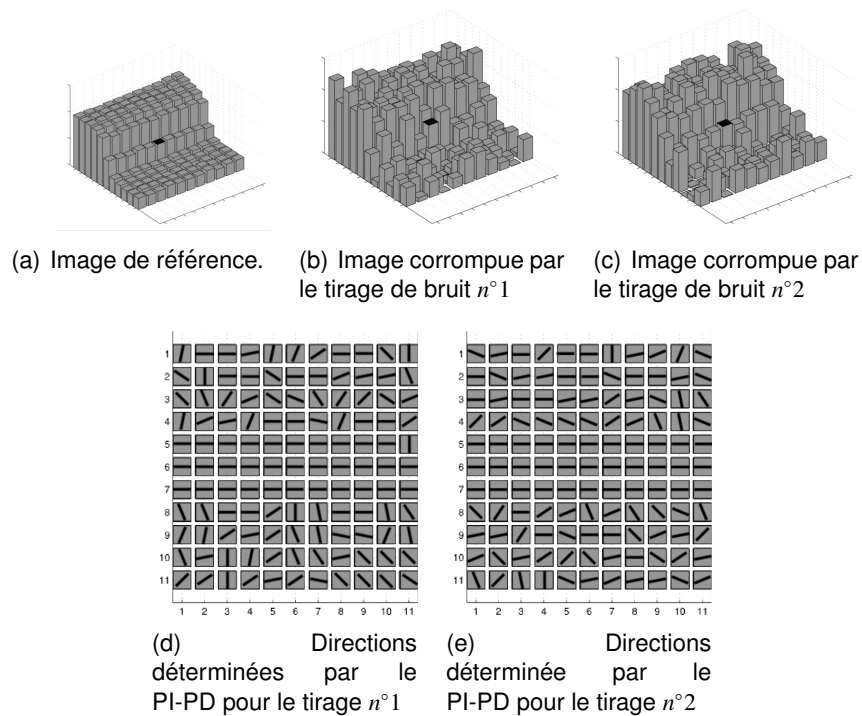 (a) Image de référence.
(b) Image corrompue par
le tirage de bruit n°1
(c) Image corrompue par
le tirage de bruit n°2
1
2
3
4
5
6
7
8
9
10
11
1 2 3 4 5 6 7 8 9 10 11
1
2
3
4
5
6
7
8
9
10
11
1 2 3 4 5 6 7 8 9 10 11
(d) Directions
déterminées par le
PI-PD pour le tirage n°1
(e) Directions
déterminée par le
PI-PD pour le tirage n°2